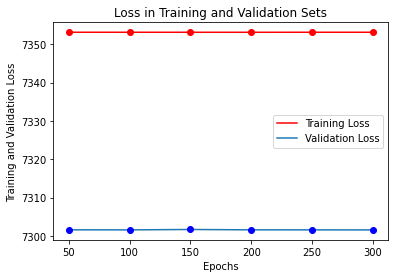 Loss in Training and Validation Sets
Training and Validation Loss
7350
7340
7330
7320
7310
7300
Training Loss
Validation Loss
50
100
150
200
250
300
Epochs